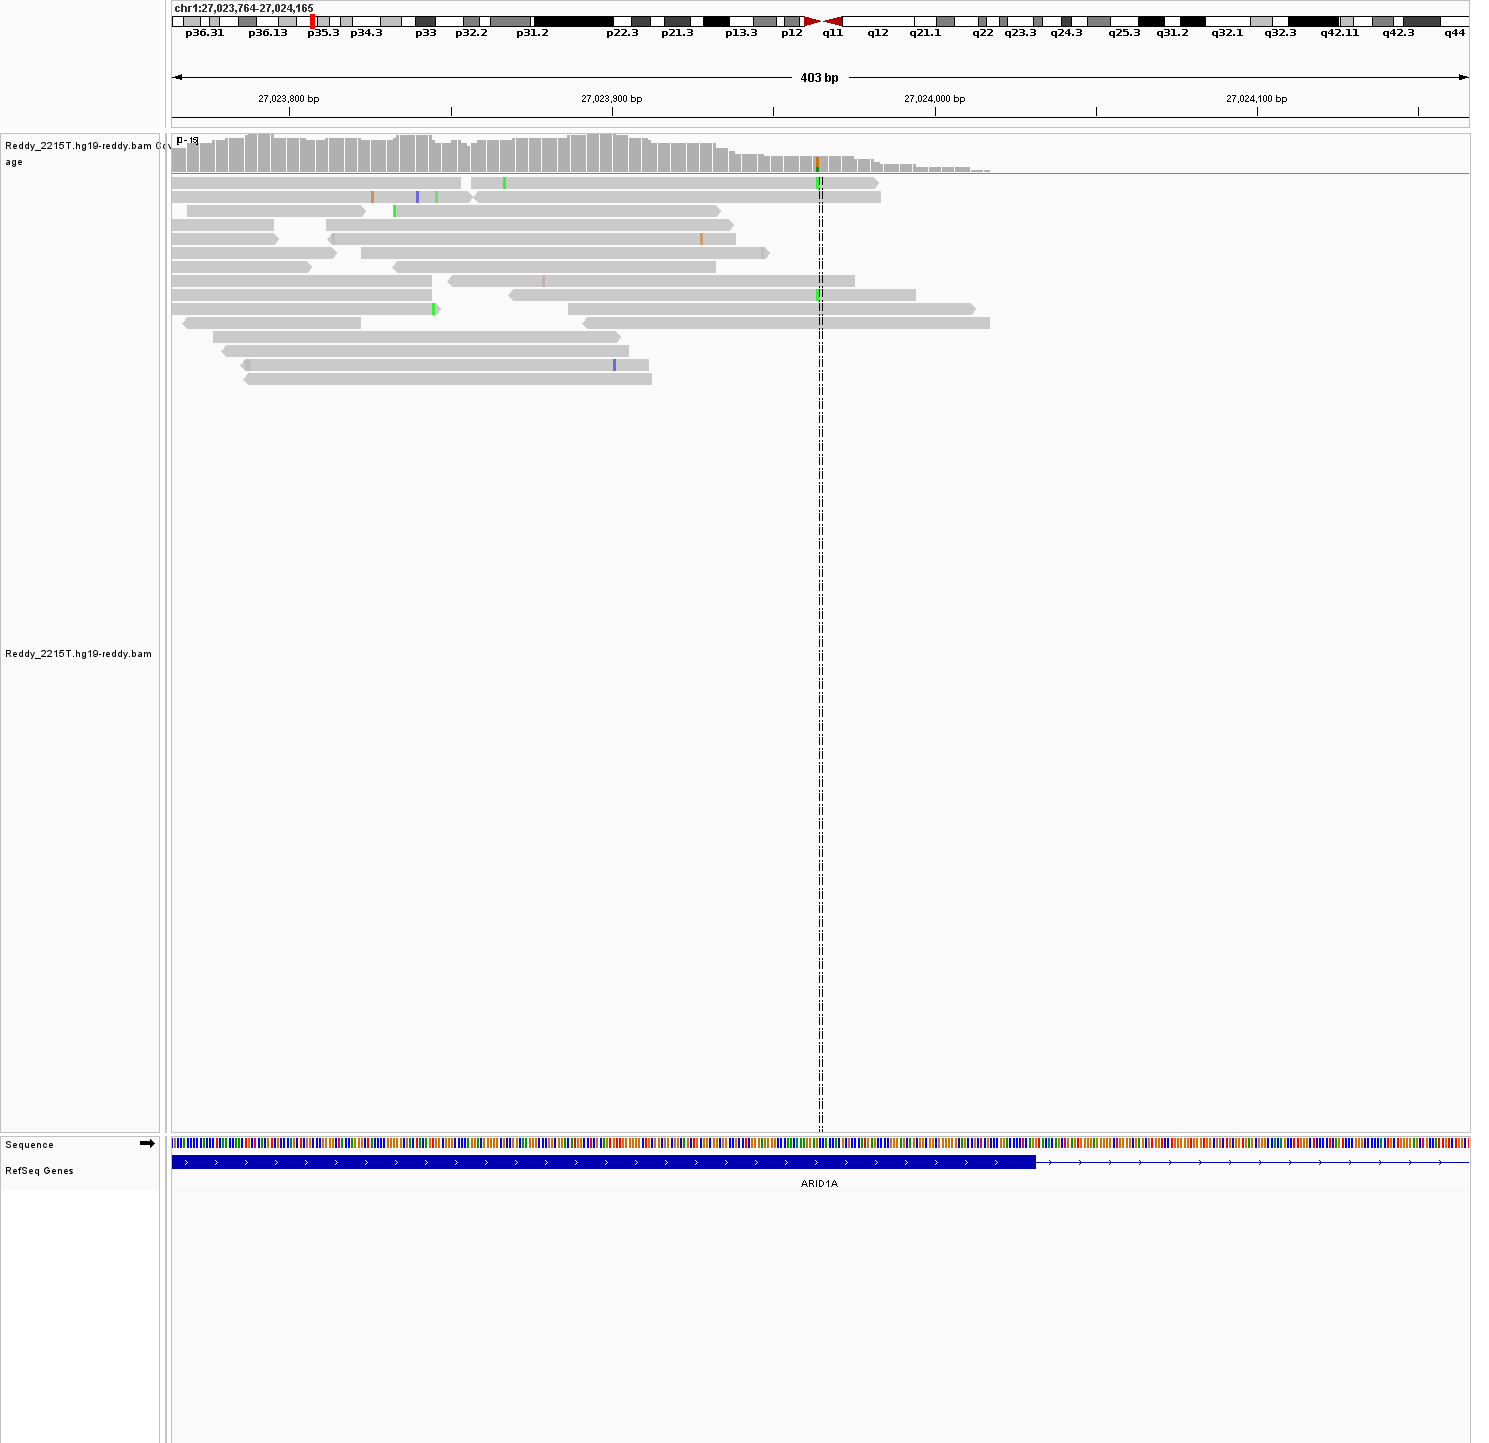 chr1:27,023,764-27,024,165
p36.31 p36.13 p35.3 p34.3 p33 p32.2 p31.2 p22.3 p21.3 p13.3 p12 q11 q12 q21.1 q22 q23.3 q24.3 q25.3 q31.2 q32.1 q32.3 q42.11 q42.3 q44
403 bp
27,023,800 bp 27,023,900 bp 27,024,000 bp 27,024,100 bp
Reddy_2215T.hg19-reddy.bam Cov
age
Reddy_2215T.hg19-reddy.bam
Sequence
RefSeq Genes
ARID1A